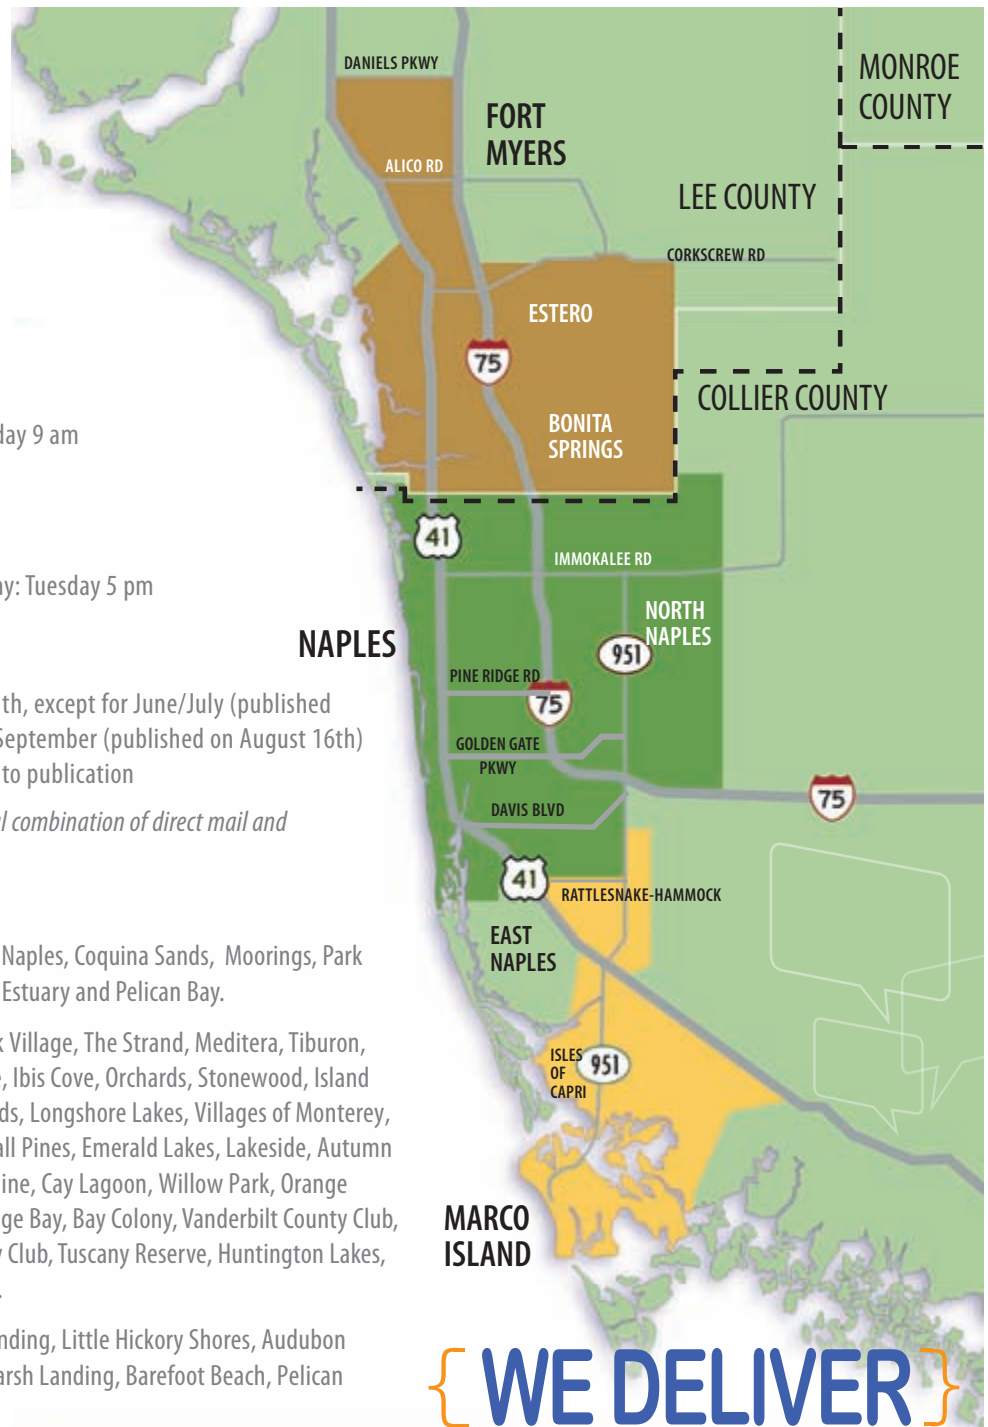 DANIELS PKWY
MONROE
COUNTY
FORT
MYERS
ALICO RD
LEE COUNTY
CORKSCREW RD
ESTERO
75
COLLIER COUNTY
BONITA
SPRINGS
day 9 am
41
IMMOKALEE RD
ay: Tuesday 5 pm
NORTH
NAPLES
NAPLES
951
PINE RIDGE RD
th, except for June/July (published
75
September (published on August 16th)
GOLDEN GATE
PKWY
to publication
75
DAVIS BLVD
l combination of direct mail and
41
RATTLESNAKE-HAMMOCK
EAST
NAPLES
Naples, Coquina Sands, Moorings, Park
Estuary and Pelican Bay.
k Village, The Strand, Meditera, Tiburon,
ISLES
OF
CAPRI
951
e, Ibis Cove, Orchards, Stonewood, Island
ds, Longshore Lakes, Villages of Monterey,
all Pines, Emerald Lakes, Lakeside, Autumn
ine, Cay Lagoon, Willow Park, Orange
ge Bay, Bay Colony, Vanderbilt County Club,
MARCO
ISLAND
y Club, Tuscany Reserve, Huntington Lakes,
.
nding, Little Hickory Shores, Audubon
arsh Landing, Barefoot Beach, Pelican
{ WE DELIVER }